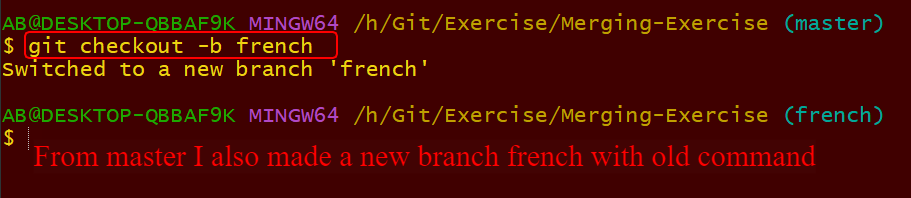 AB@DESKTOP-QBBAF9K MINGW64 /h/Git/Exercise/Merging-Exercise (master)
$ git checkout -b french
Switched to a new branch 'french'
AB@DESKTOP-QBBAF9K MINGW64 /h/Git/Exercise/Merging-Exercise (french)
$
From master I also made a new branch french with old command